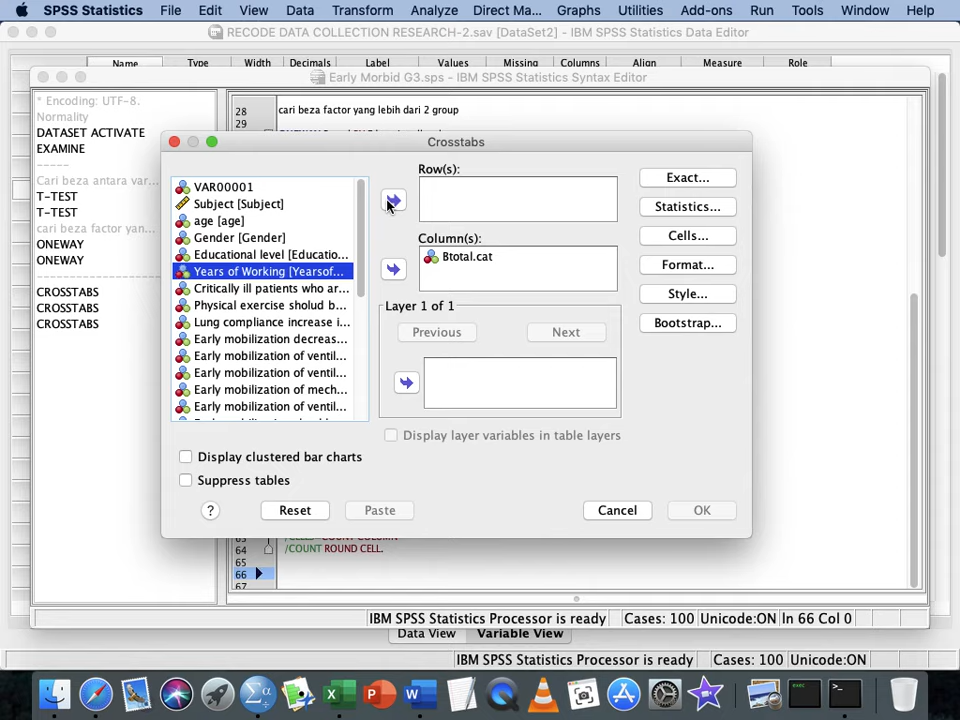 SPSS Statistics File Edit View Data Transform Analyze Direct Ma... Graphs Utilities Add-ons Run Tools Window Help
RECODE DATA COLLECTION RESEARCH-2.sav [DataSet2] - IBM SPSS Statistics Data Editor
Name Type Width Decimals Label Values Missing Columns Align Measure Role
Early Morbid G3.sps - IBM SPSS Statistics Syntax Editor
* Encoding: UTF-8.
Normality
DATASET ACTIVATE
EXAMINE
-----
Cari beza antara var...
T-TEST
T-TEST
cari beza factor yan...
ONEWAY
ONEWAY
CROSSTABS
CROSSTABS
CROSSTABS
28 cari beza factor yang lebih dari 2 group
29
Crosstabs
VAR00001
Subject [Subject]
age [age]
Gender [Gender]
Educational level [Educatio...
Years of Working [Yearsof...
Critically ill patients who ar...
Physical exercise sholud b...
Lung compliance increase i...
Early mobilization decreas...
Early mobilization of ventil...
Early mobilization of ventil...
Early mobilization of mech...
Early mobilization of ventil...
Row(s):
Column(s):
Btotal.cat
Layer 1 of 1
Previous Next
Display layer variables in table layers
Exact...
Statistics...
Cells...
Format...
Style...
Bootstrap...
Display clustered bar charts
Suppress tables
? Reset Paste Cancel OK
64 /COUNT ROUND CELL.
65
66
67
IBM SPSS Statistics Processor is ready Cases: 100 Unicode:ON In 66 Col 0
Data View Variable View
IBM SPSS Statistics Processor is ready Cases: 100 Unicode:ON